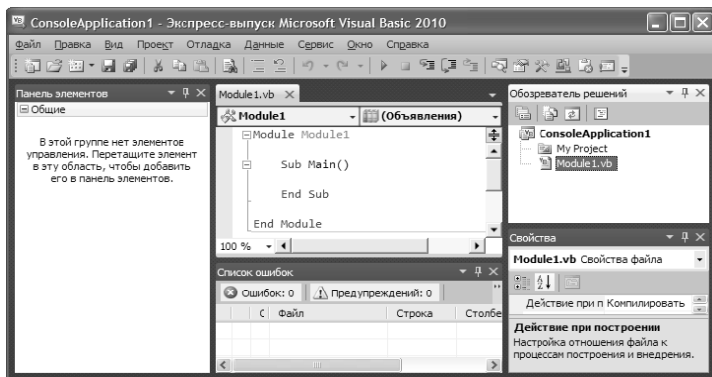 ConsoleApplication1 - Экспресс-выпуск Microsoft Visual Basic 2010
Файл Правка Вид Проект Отладка Данные Сервис Окно Справка
Панель элементов
Общие
В этой группе нет элементов
управления. Перетащите элемент
в эту область, чтобы добавить
его в панель элементов.
Module1.vb
Module1 (Объявления)
Module Module1
Sub Main()
End Sub
End Module
100 %
Список ошибок
Ошибок: 0 Предупреждений: 0
С Файл Строка Столбе
Обозреватель решений
ConsoleApplication1
My Project
Module1.vb
Свойства
Module1.vb Свойства файла
Действие при п Компилировать
Действие при построении
Настройка отношения файла к
процессам построения и внедрения.